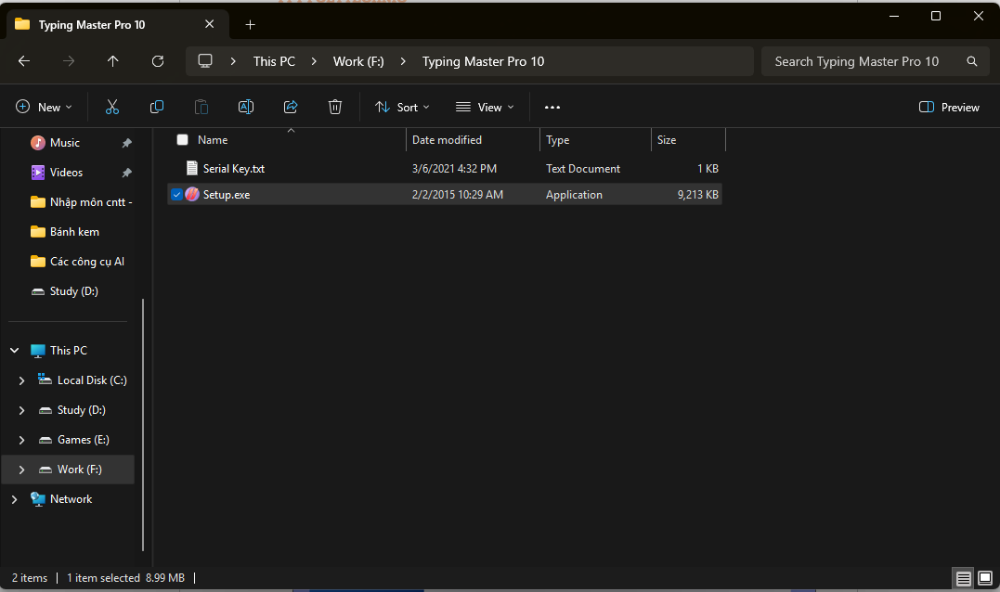 Typing Master Pro 10
This PC Work (F:) Typing Master Pro 10 Search Typing Master Pro 10
New Sort View Preview
Name Date modified Type Size
Serial Key.txt 3/6/2021 4:32 PM Text Document 1 KB
Setup.exe 2/2/2015 10:29 AM Application 9,213 KB
Music
Videos
Nhập môn cntt -
Bánh kem
Các công cụ AI
Study (D:)
This PC
Local Disk (C:)
Study (D:)
Games (E:)
Work (F:)
Network
2 items 1 item selected 8.99 MB